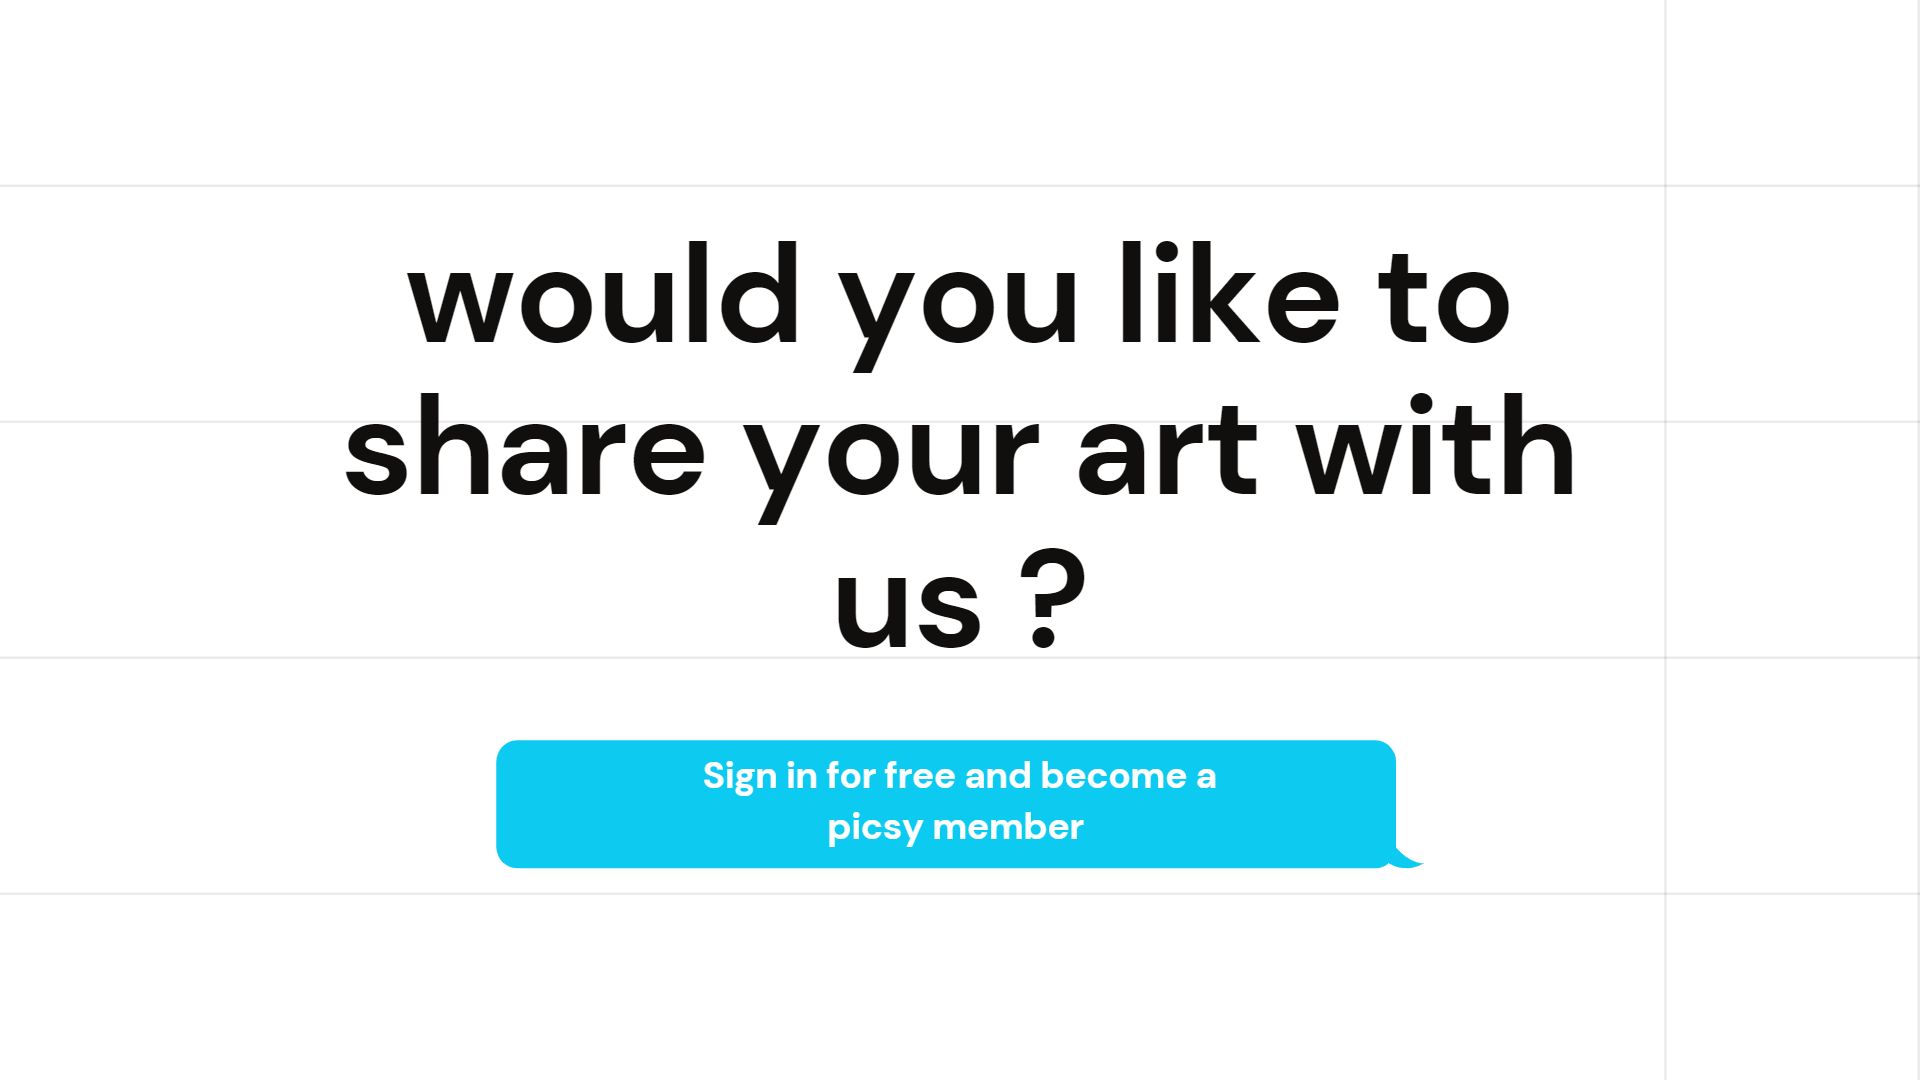 would you like to
share your art with
us ?
Sign in for free and become a
picsy member